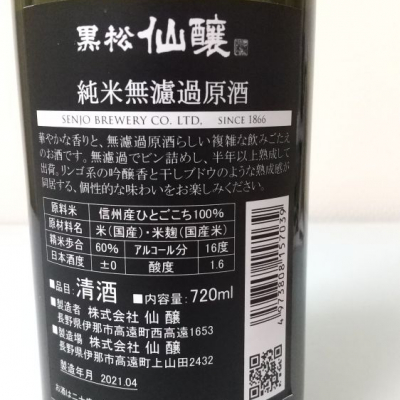 黒松仙醸
純米無濾過原酒
SENJO BREWERY CO. LTD. SINCE 1866
華やかな香りと、無濾過原酒らしい複雑な飲みごたえ
のお酒です。無濾過でビン詰めし、半年以上熟成して
出荷。リンゴ系の吟醸香と干しブドウのような熟成感が
同居する、個性的な味わいをお楽しみください。
原料米 信州産ひとごこち100%
原材料名 米(国産)・米麹(国産米)
精米歩合 60% アルコール分 16度
日本酒度 ±0 酸度 1.6
■品目:清酒 ■内容量:720ml
■製造者 株式会社 仙醸
長野県伊那市高遠町西高遠1653
■製造場 株式会社 仙醸
長野県伊那市高遠町上山田2432
製造年月 2021.04
お酒は二十歳
4973808157039